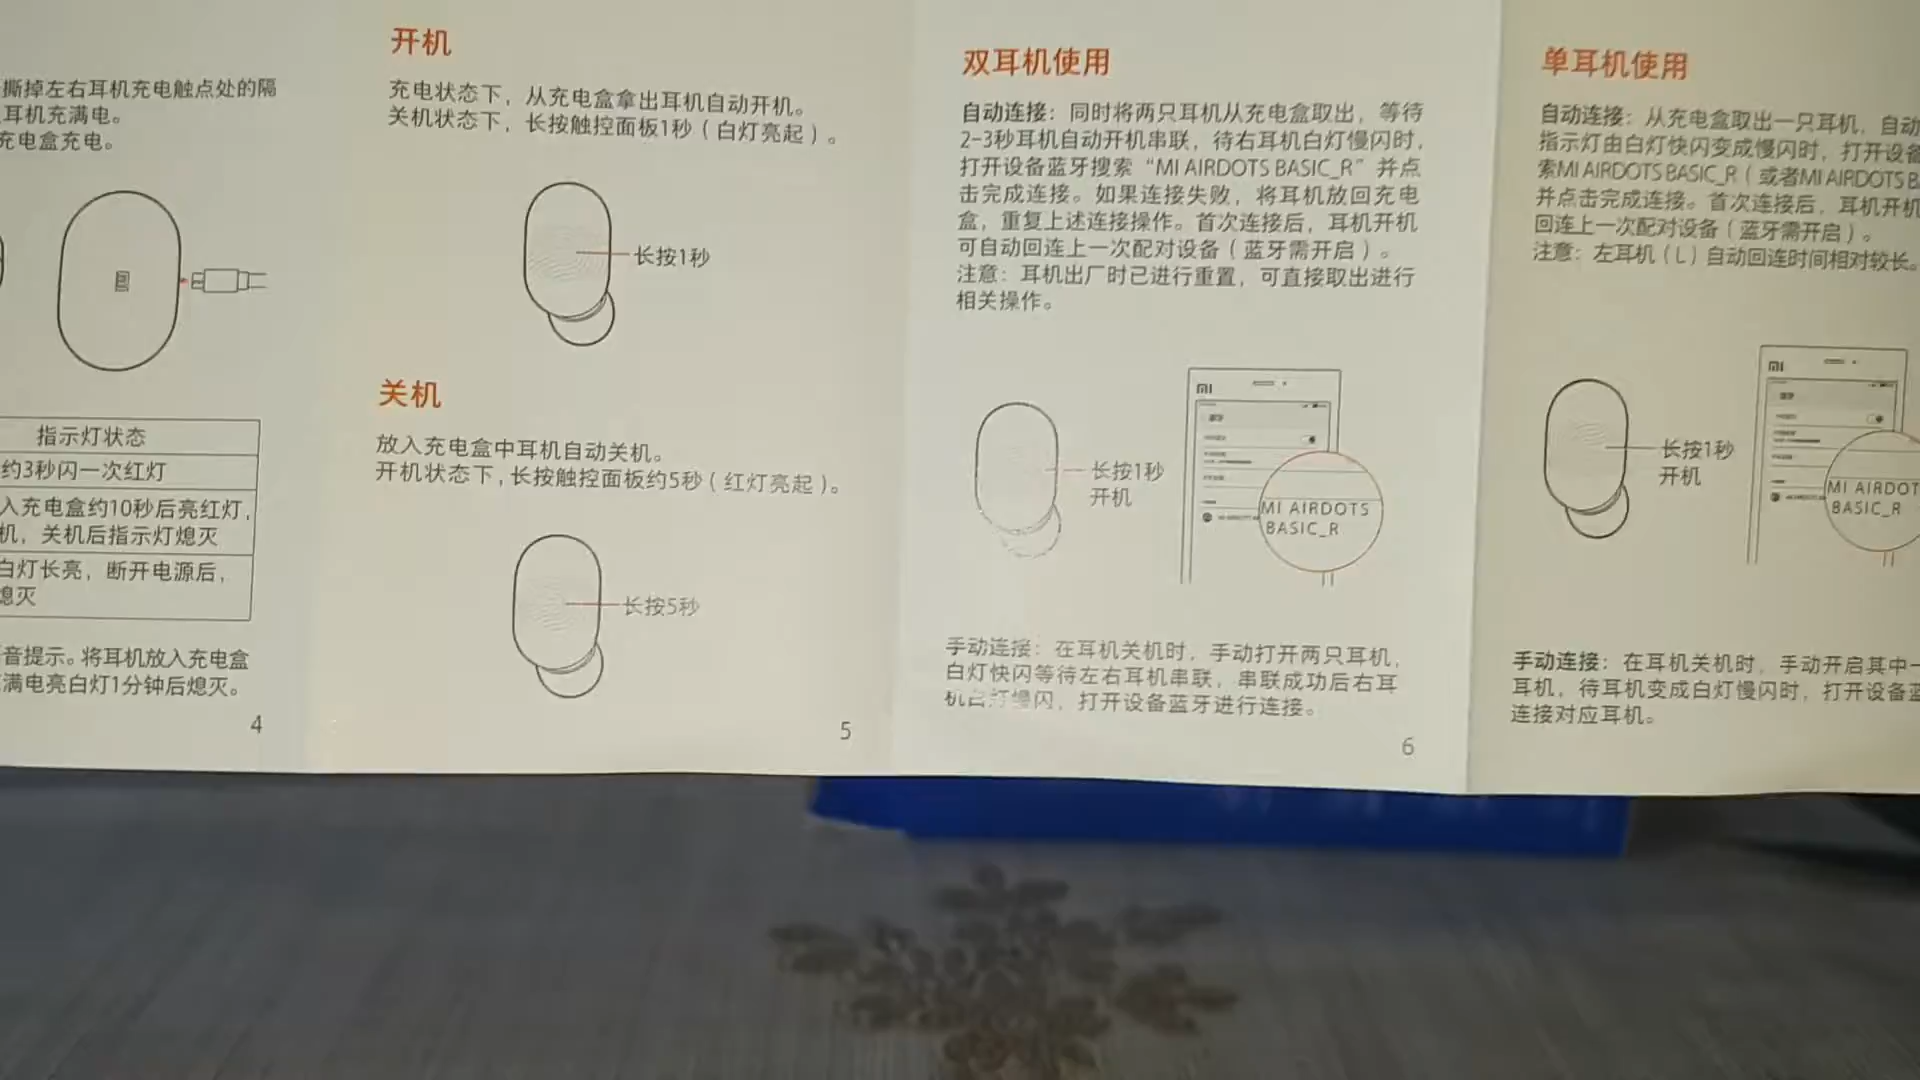 撕掉左右耳机充电触点处的隔
耳机充满电。
充电盒充电。
指示灯状态
约3秒闪一次红灯
入充电盒约10秒后亮红灯，
机，关机后指示灯熄灭
白灯长亮，断开电源后，
熄灭
音提示。将耳机放入充电盒
满电亮白灯1分钟后熄灭。
4
开机
充电状态下，从充电盒拿出耳机自动开机。
关机状态下，长按触控面板1秒（白灯亮起）。
长按1秒
关机
放入充电盒中耳机自动关机。
开机状态下，长按触控面板约5秒（红灯亮起）。
长按5秒
5
双耳机使用
自动连接：同时将两只耳机从充电盒取出，等待
2-3秒耳机自动开机串联，待右耳机白灯慢闪时，
打开设备蓝牙搜索“MI AIRDOTS BASIC_R”并点
击完成连接。如果连接失败，将耳机放回充电
盒，重复上述连接操作。首次连接后，耳机开机
可自动回连上一次配对设备（蓝牙需开启）。
注意：耳机出厂时已进行重置，可直接取出进行
相关操作。
长按1秒
开机
MI
MI AIRDOTS
BASIC_R
手动连接：在耳机关机时，手动打开两只耳机，
白灯快闪等待左右耳机串联，串联成功后右耳
机白灯慢闪，打开设备蓝牙进行连接。
6
单耳机使用
自动连接：从充电盒取出一只耳机，自动
指示灯由白灯快闪变成慢闪时，打开设备
索MI AIRDOTS BASIC_R（或者MI AIRDOTS B
并点击完成连接。首次连接后，耳机开机
回连上一次配对设备（蓝牙需开启）。
注意：左耳机（L）自动回连时间相对较长。
长按1秒
开机
MI
MI AIRDOT
BASIC_R
手动连接：在耳机关机时，手动开启其中一
耳机，待耳机变成白灯慢闪时，打开设备蓝
连接对应耳机。